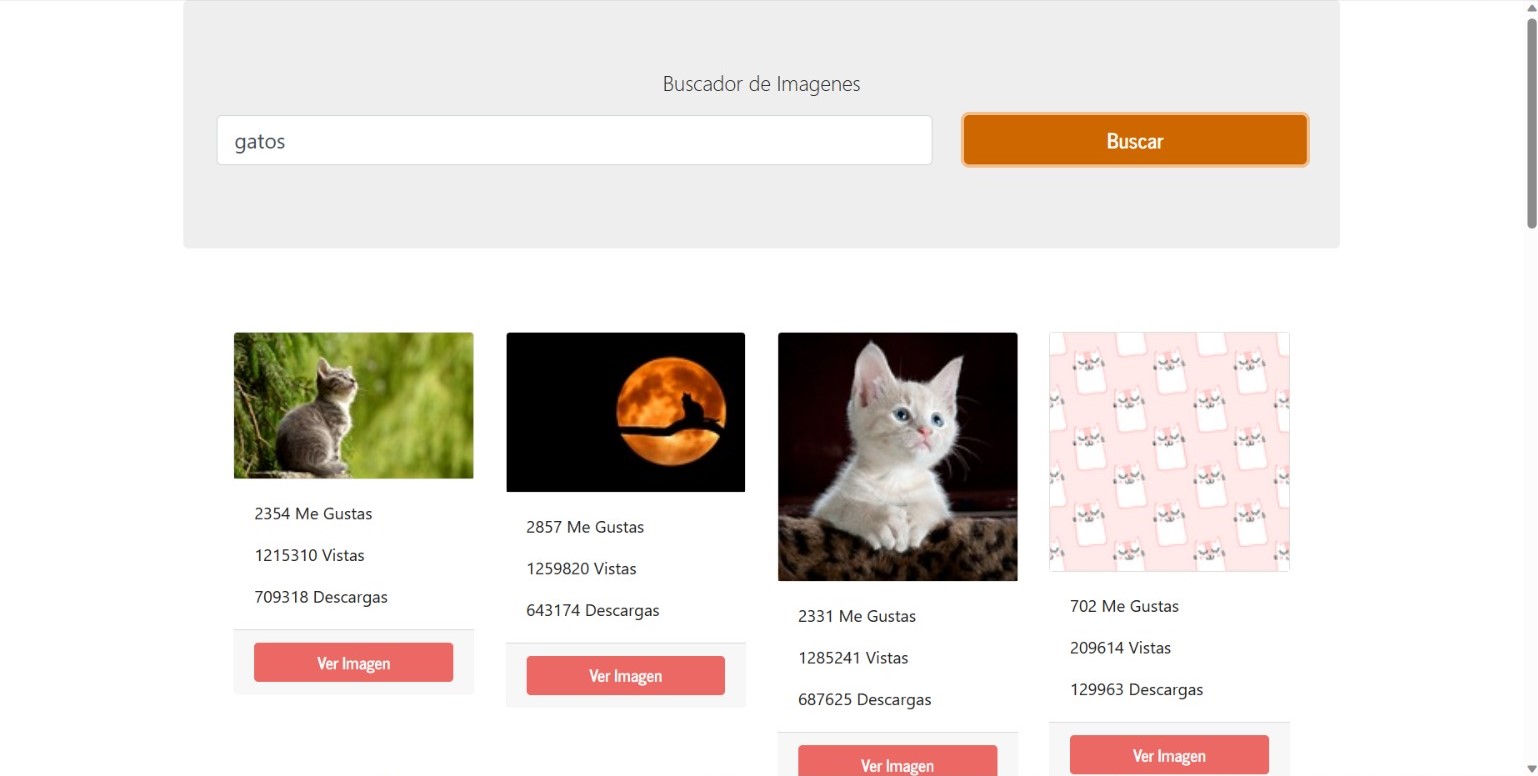 Buscador de Imagenes
gatos
Buscar
2354 Me Gustas
1215310 Vistas
709318 Descargas
Ver Imagen
2857 Me Gustas
1259820 Vistas
643174 Descargas
Ver Imagen
2331 Me Gustas
1285241 Vistas
687625 Descargas
Ver Imagen
702 Me Gustas
209614 Vistas
129963 Descargas
Ver Imagen